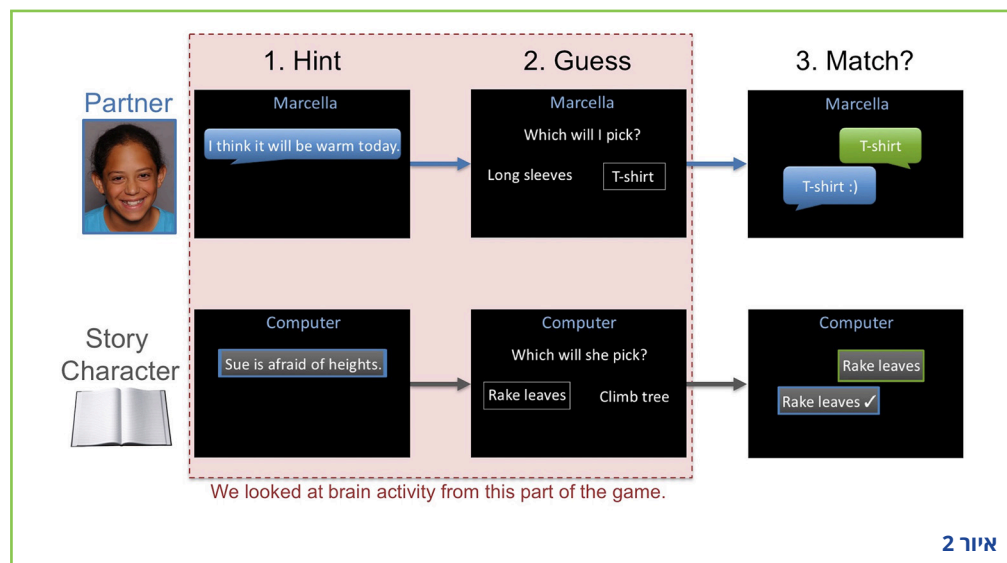 1. Hint
2. Guess
3. Match?
Partner
Marcella
I think it will be warm today.
Marcella
Which will I pick?
Long sleeves
T-shirt
Marcella
T-shirt
T-shirt :)
Story
Character
Computer
Sue is afraid of heights.
Computer
Which will she pick?
Rake leaves
Climb tree
Computer
Rake leaves
Rake leaves ✓
We looked at brain activity from this part of the game.
איור 2